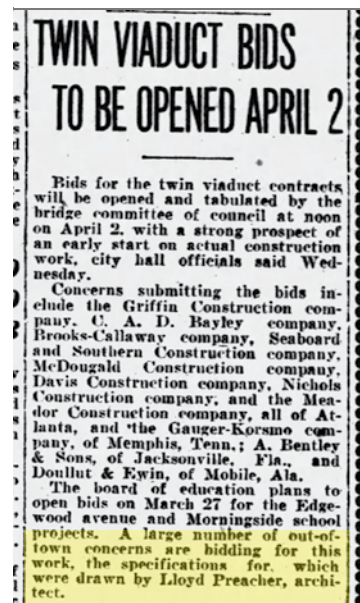 TWIN VIADUCT BIDS
TO BE OPENED APRIL 2
Bids for the twin viaduct contracts
will be opened and tabulated by the
bridge committee of council at noon
on April 2, with a strong prospect of
an early start on actual construction
work, city hall officials said Wed-
nesday.
Concerns submitting the bids in-
clude the Griffin Construction com-
pany, C. A. D. Bayley company,
Brooks-Callaway company, Seaboard
and Southern Construction company,
McDougald Construction company,
Davis Construction company, Nichols
Construction company, and the Mea-
dor Construction company, all of At-
lanta, and the Gauger-Korsmo com-
pany, of Memphis, Tenn.; A. Bentley
& Sons, of Jacksonville, Fla., and
Doullut & Ewin, of Mobile, Ala.
The board of education plans to
open bids on March 27 for the Edge-
wood avenue and Morningside school
projects. A large number of out-of-
town concerns are bidding for this
work, the specifications for, which
were drawn by Lloyd Preacher, archi-
tect.